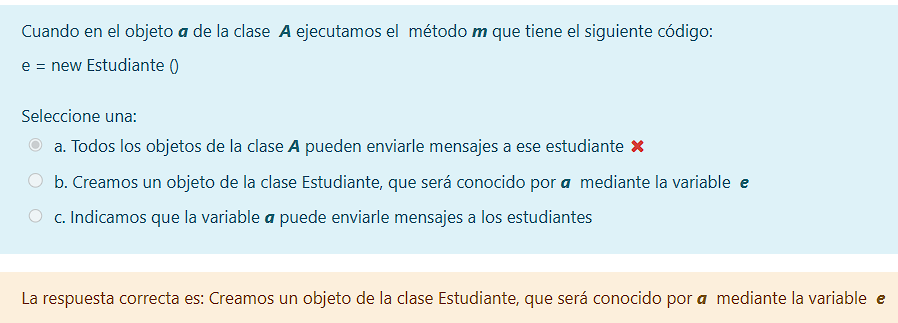 Cuando en el objeto a de la clase A ejecutamos el método m que tiene el siguiente código:
e = new Estudiante ()
Seleccione una:
a. Todos los objetos de la clase A pueden enviarle mensajes a ese estudiante
b. Creamos un objeto de la clase Estudiante, que será conocido por a mediante la variable e
c. Indicamos que la variable a puede enviarle mensajes a los estudiantes
La respuesta correcta es: Creamos un objeto de la clase Estudiante, que será conocido por a mediante la variable e